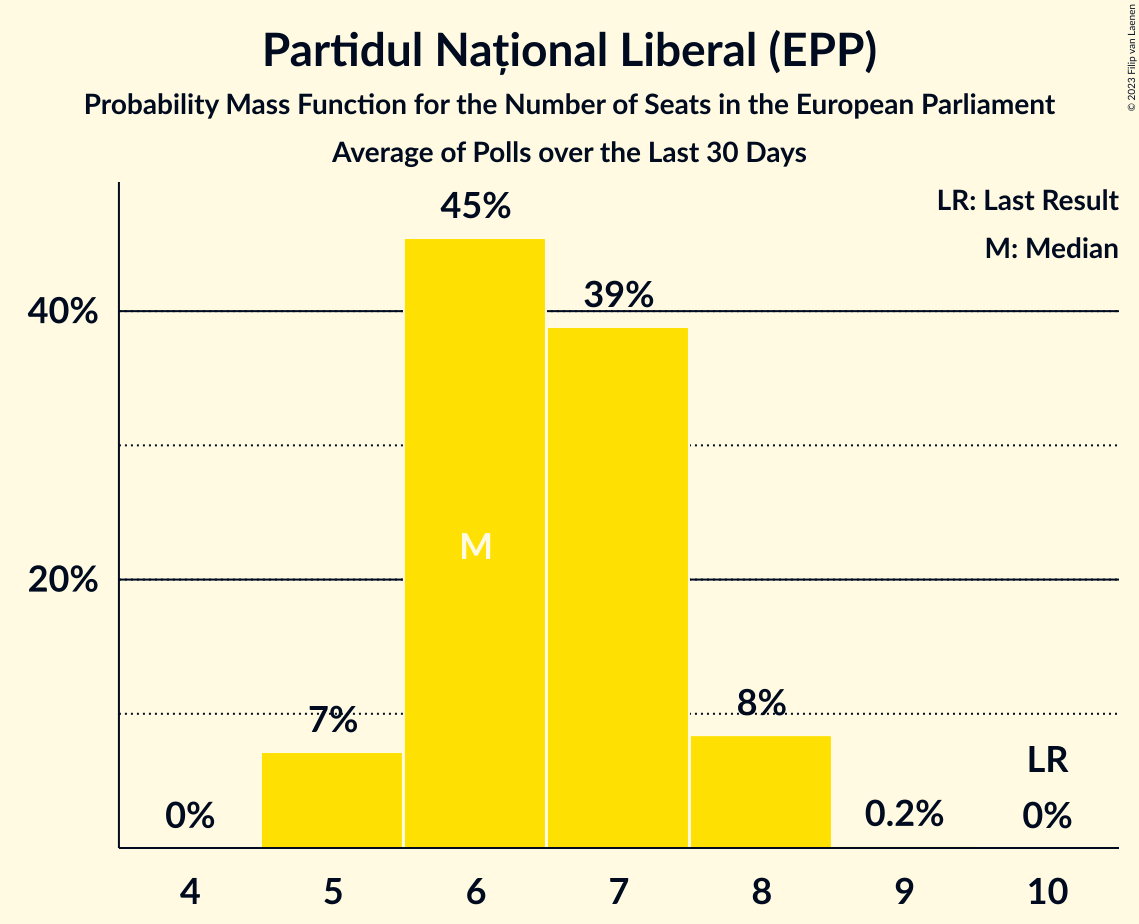 Partidul Național Liberal (EPP)
Probability Mass Function for the Number of Seats in the European Parliament
Average of Polls over the Last 30 Days
© 2023 Filip van Laenen
LR: Last Result
M: Median
45%
39%
40%
M
20%
7%
8%
LR
0%
0.2%
0%
4 5 6 7 8 9 10